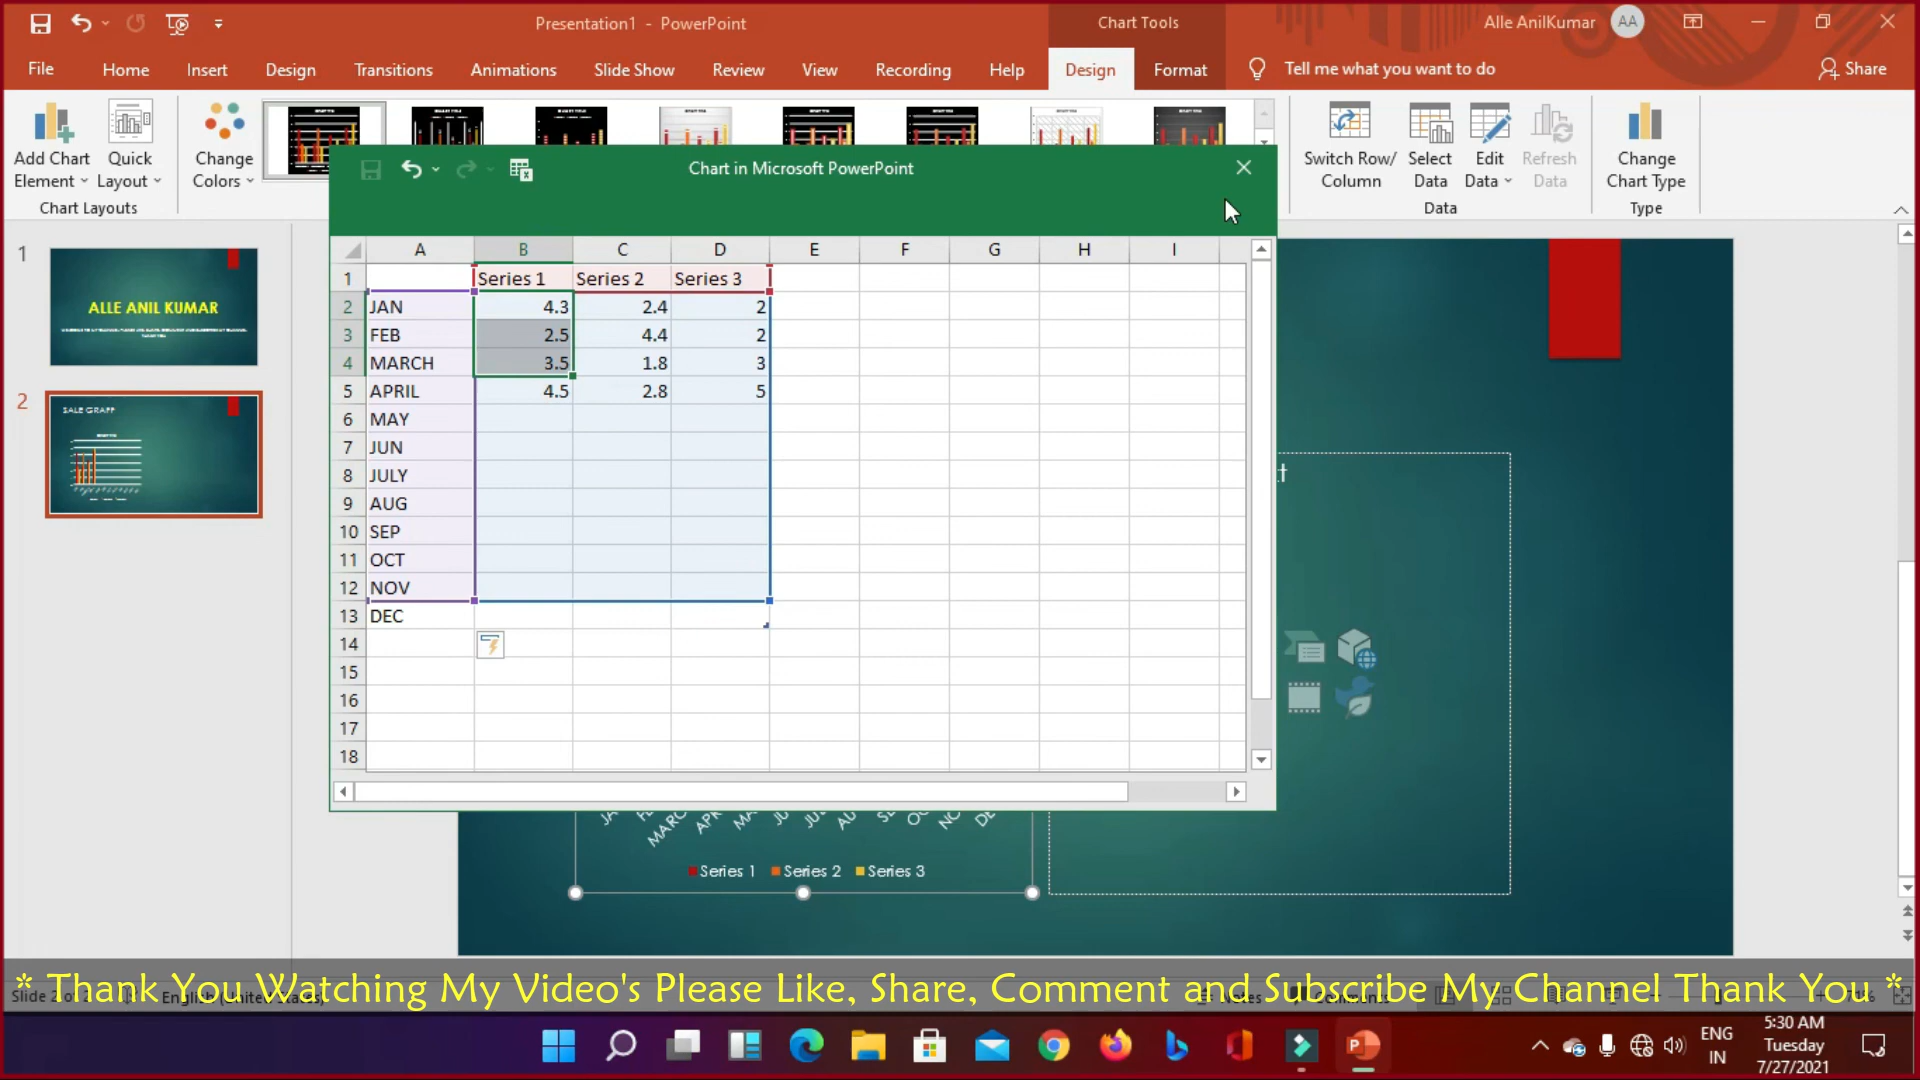 Presentation1 - PowerPoint
Chart Tools
Alle AnilKumar
AA
File
Home
Insert
Design
Transitions
Animations
Slide Show
Review
View
Recording
Help
Design
Format
Tell me what you want to do
Share
Add Chart Element
Quick Layout
Change Colors
Switch Row/ Column
Select Data
Edit Data
Refresh Data
Change Chart Type
Chart Layouts
Data
Type
Chart in Microsoft PowerPoint
A B C D E F G H I
1 Series 1 Series 2 Series 3
2 JAN 4.3 2.4 2
3 FEB 2.5 4.4 2
4 MARCH 3.5 1.8 3
5 APRIL 4.5 2.8 5
6 MAY
7 JUN
8 JULY
9 AUG
10 SEP
11 OCT
12 NOV
13 DEC
14
15
16
17
18
1
ALLE ANIL KUMAR
2
SALE GRAFF
MARCH
Series 1 Series 2 Series 3
* Thank You Watching My Video's Please Like, Share, Comment and Subscribe My Channel Thank You *
ENG
IN
5:30 AM
Tuesday
7/27/2021